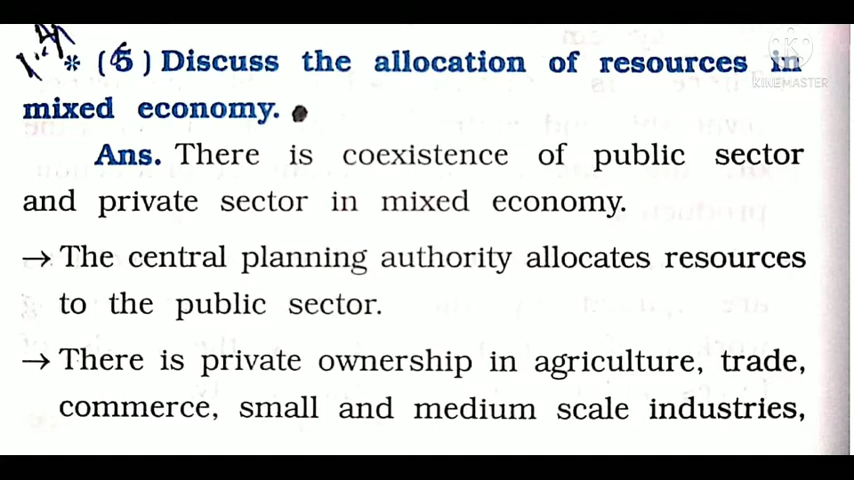 * (5) Discuss the allocation of resources in
KINEMASTER
mixed economy.
Ans. There is coexistence of public sector
and private sector in mixed economy.
→ The central planning authority allocates resources
to the public sector.
→ There is private ownership in agriculture, trade,
commerce, small and medium scale industries,